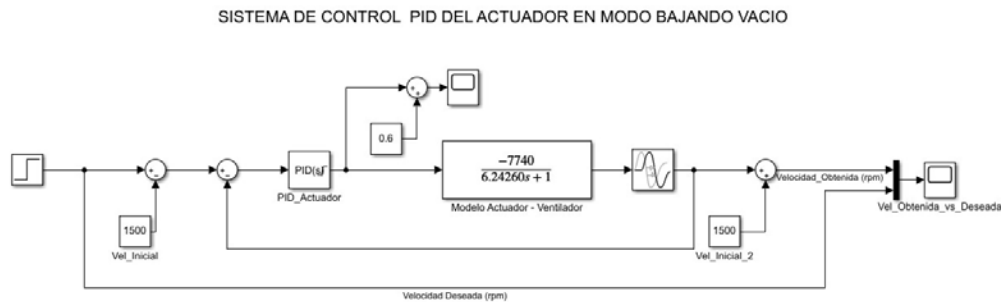 SISTEMA DE CONTROL PID DEL ACTUADOR EN MODO BAJANDO VACIO
0.6
PID(s)
PID_Actuador
-7740
6.24260s + 1
Modelo Actuador - Ventilador
Velocidad_Obtenida (rpm)
Vel_Obtenida_vs_Deseada
1500
Vel_Inicial
1500
Vel_Inicial_2
Velocidad Deseada (rpm)